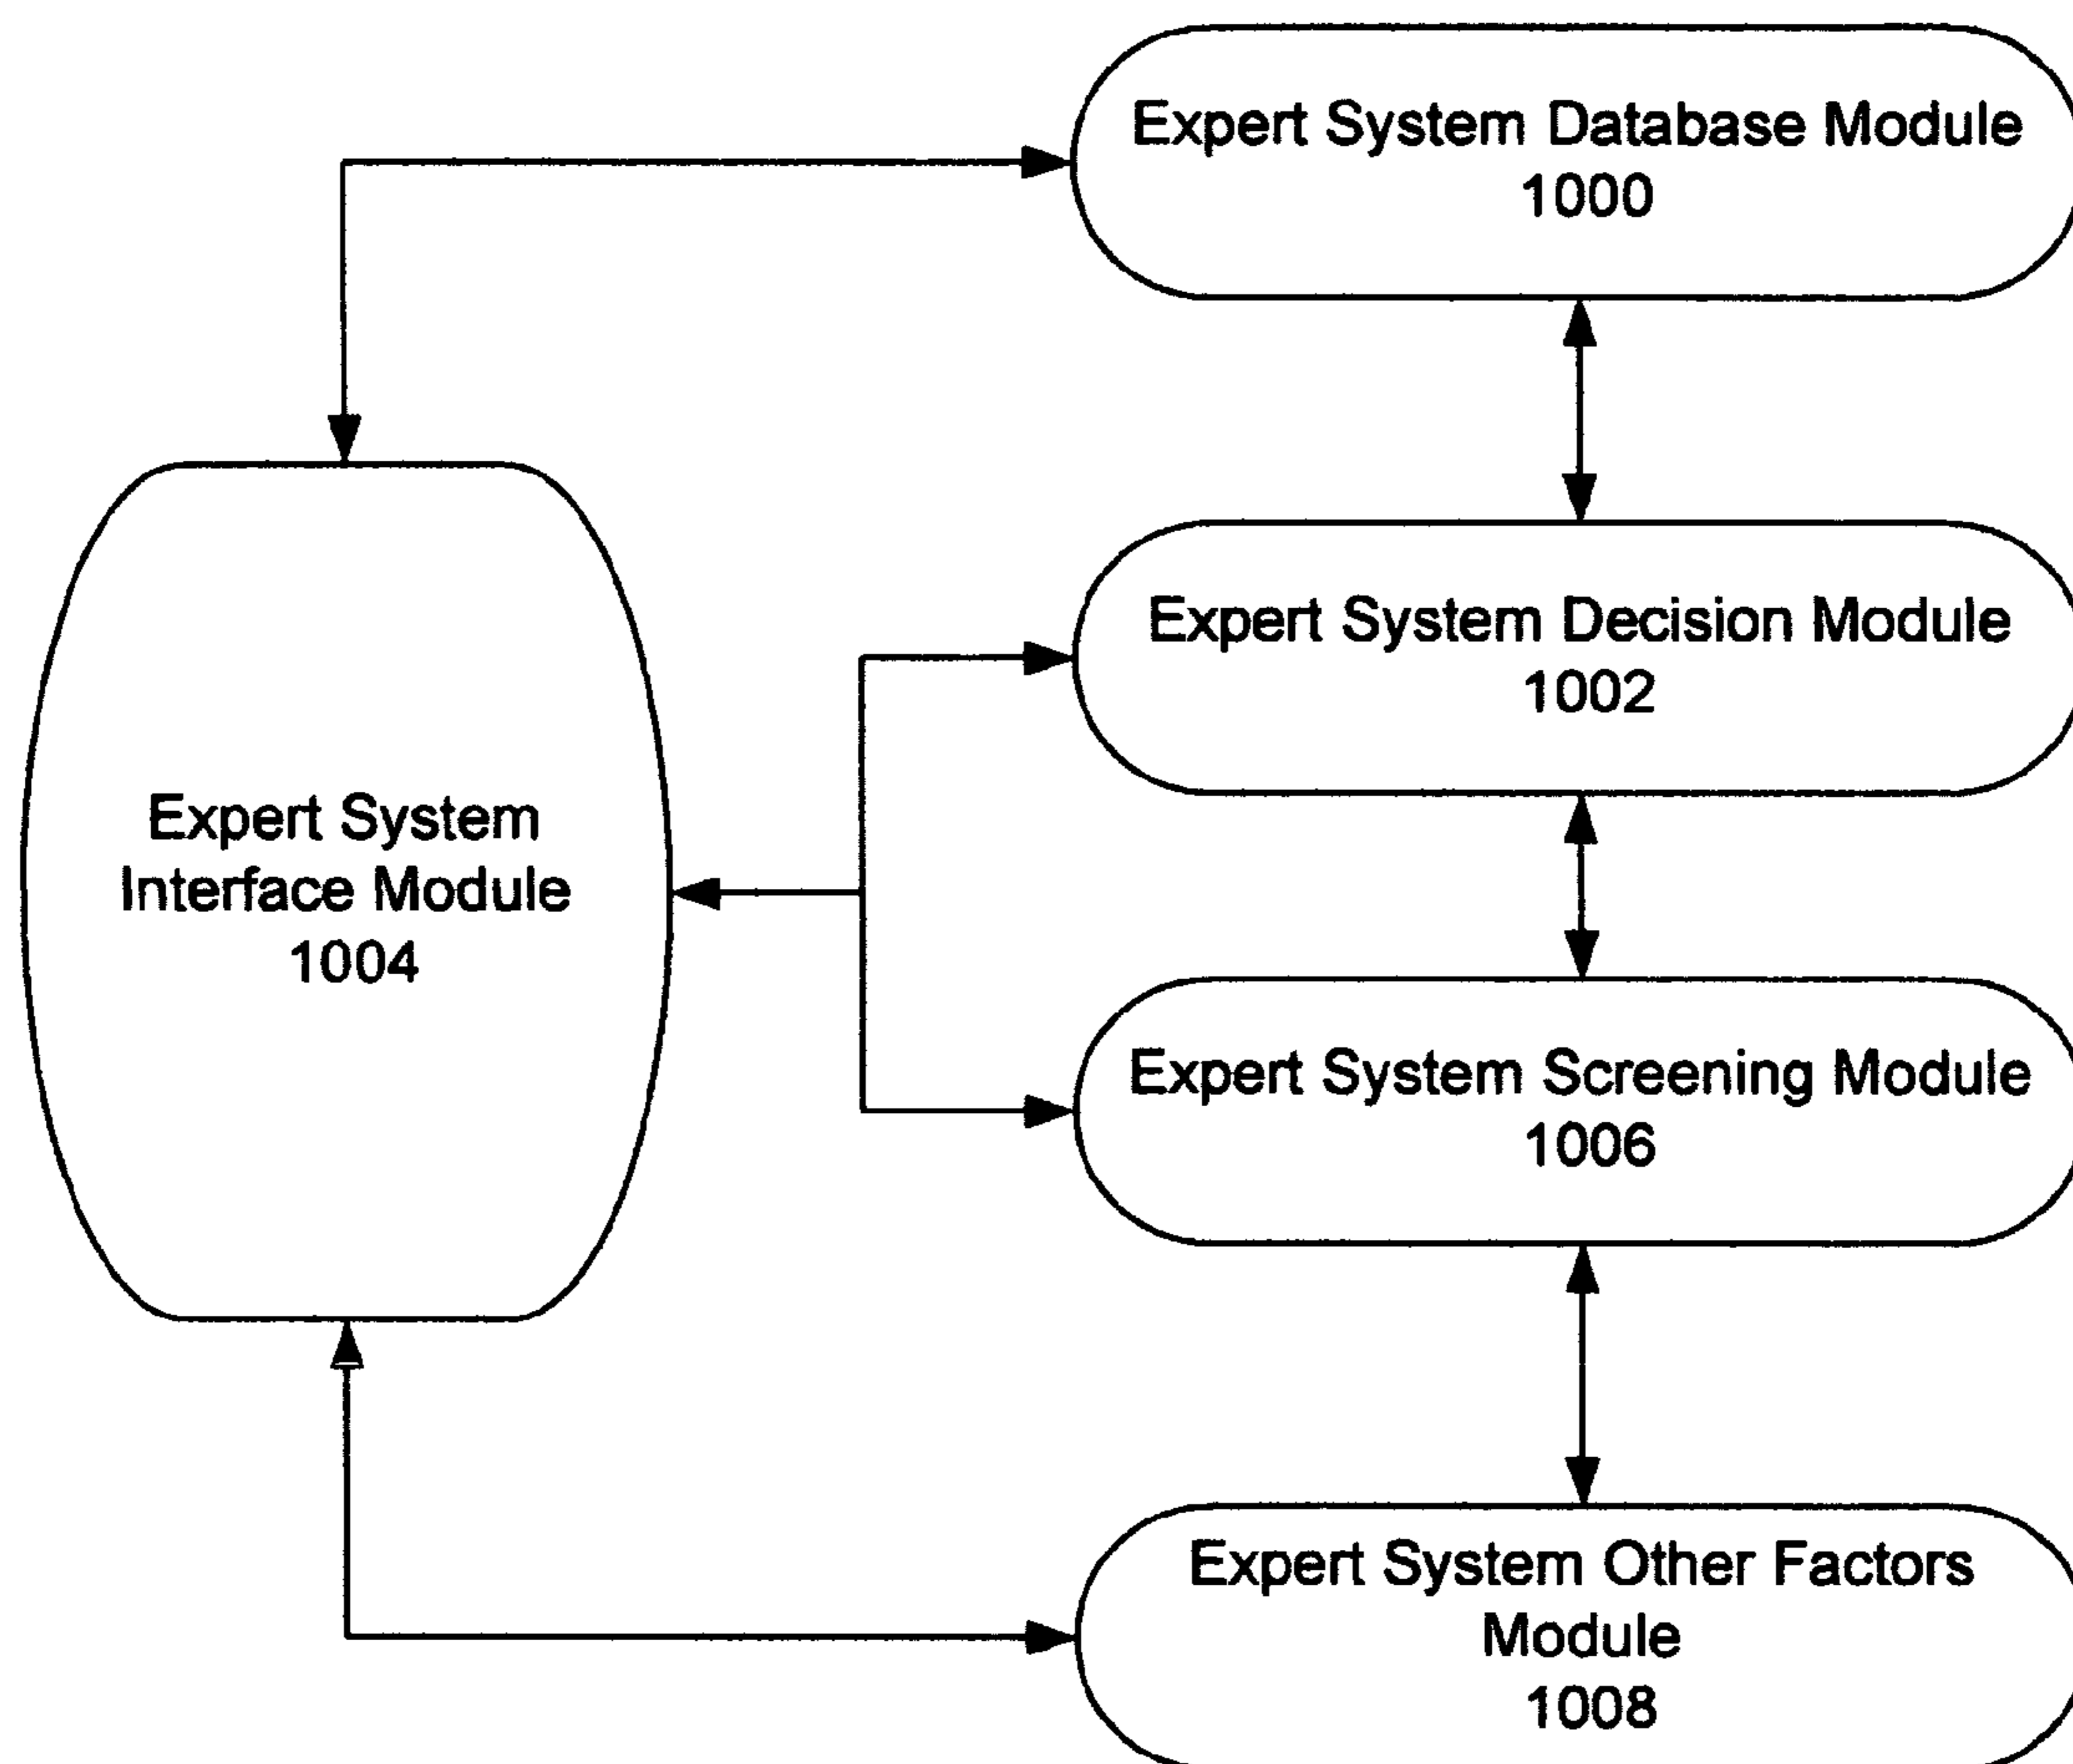 Expert System Database Module
1000
Expert System Decision Module
1002
Expert System
Interface Module
1004
Expert System Screening Module
1006
Expert System Other Factors
Module
1008